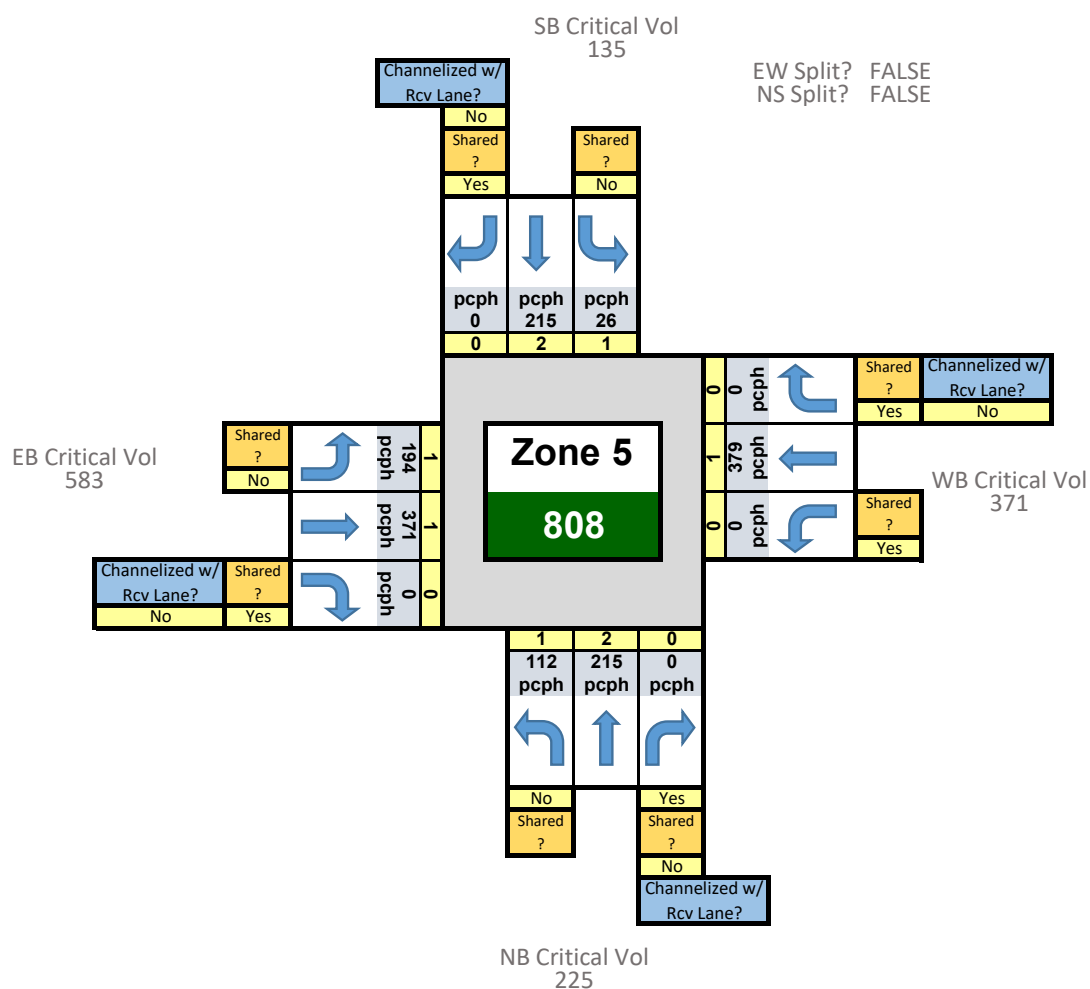 SB Critical Vol
135
EW Split? FALSE
NS Split? FALSE
Channelized w/
Rcv Lane?
No
Shared
?
Yes
Shared
?
No
pcph
0
pcph
215
pcph
26
0
2
1
EB Critical Vol
583
Shared
?
No
194
pcph
1
371
pcph
1
Channelized w/
Rcv Lane?
No
Shared
?
Yes
0
pcph
0
Zone 5
808
0
0
pcph
Shared
?
Yes
Channelized w/
Rcv Lane?
No
1
379
pcph
0
0
pcph
Shared
?
Yes
WB Critical Vol
371
1
2
0
112
pcph
215
pcph
0
pcph
No
Shared
?
Yes
Shared
?
No
Channelized w/
Rcv Lane?
NB Critical Vol
225